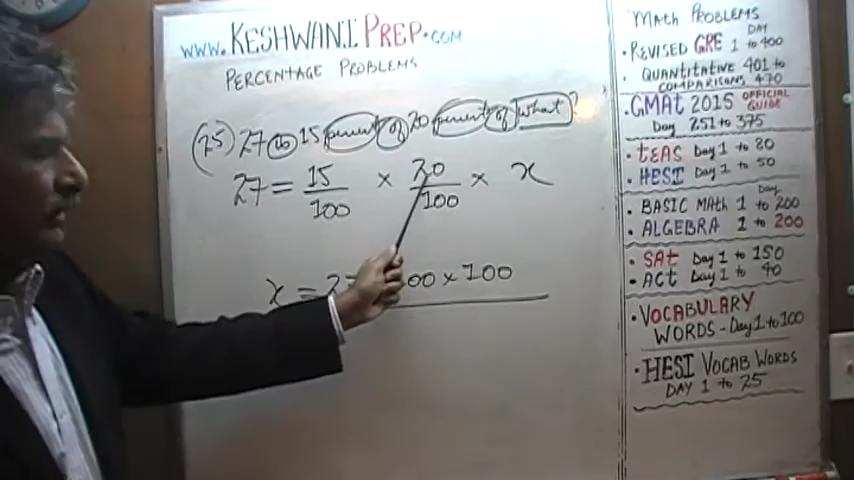 www.KESHWANI PREP.COM
PERCENTAGE PROBLEMS
(25) 27 is 15 percent of 20 percent of what?
27 = 15/100 × 20/100 × x
x = 27 00 × 100
MATH PROBLEMS
• REVISED GRE DAY 1 to 400
• QUANTITATIVE 401 to
COMPARISONS 470
• GMAT 2015 OFFICIAL GUIDE
Day 251 to 375
• TEAS Day 1 to 80
• HESI Day 1 to 50
Day
• BASIC MATH 1 to 200
• ALGEBRA 1 to 200
• SAT Day 1 to 150
• ACT Day 1 to 40
• VOCABULARY
WORDS - Day 1 to 100
• HESI VOCAB WORDS
DAY 1 to 25